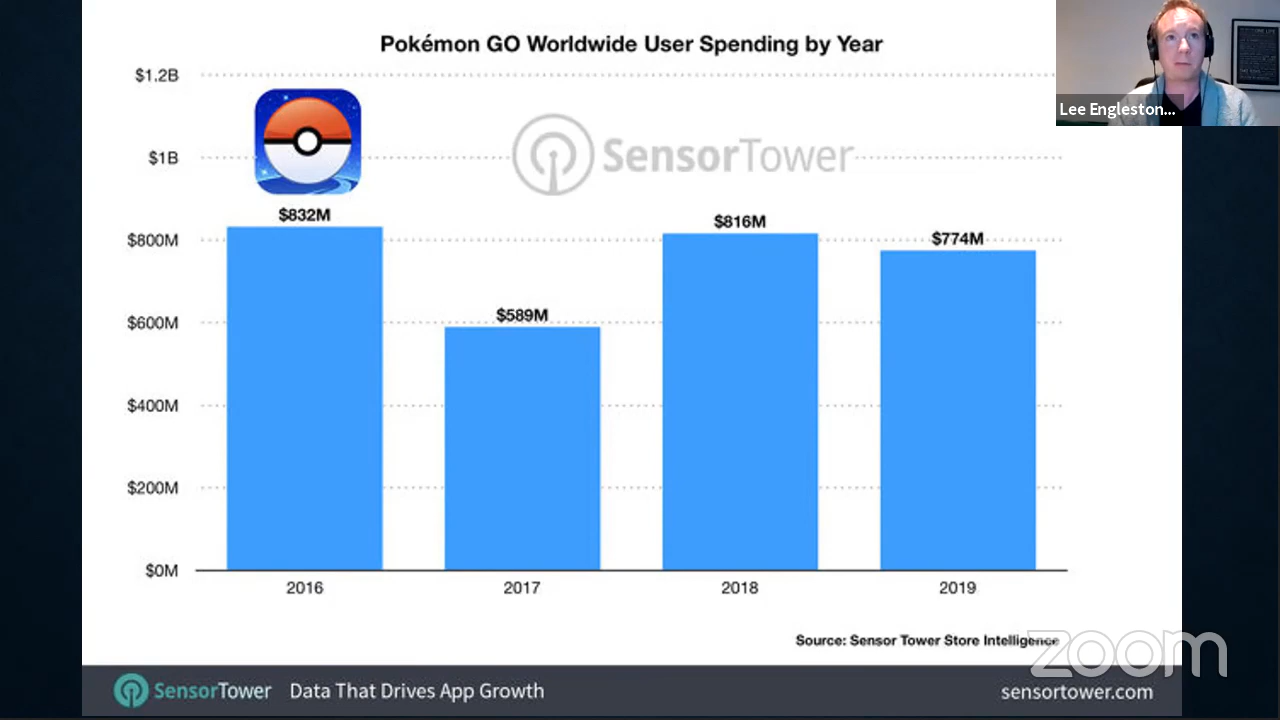 Pokémon GO Worldwide User Spending by Year
Lee Engleston...
$1,2B
$1B
$800M
$600M
$400M
$200M
$0M
SensorTower
$832M
$589M
$816M
$774M
2016
2017
2018
2019
Source: Sensor Tower Store Intelligence
zoom
SensorTower
Data That Drives App Growth
sensortower.com